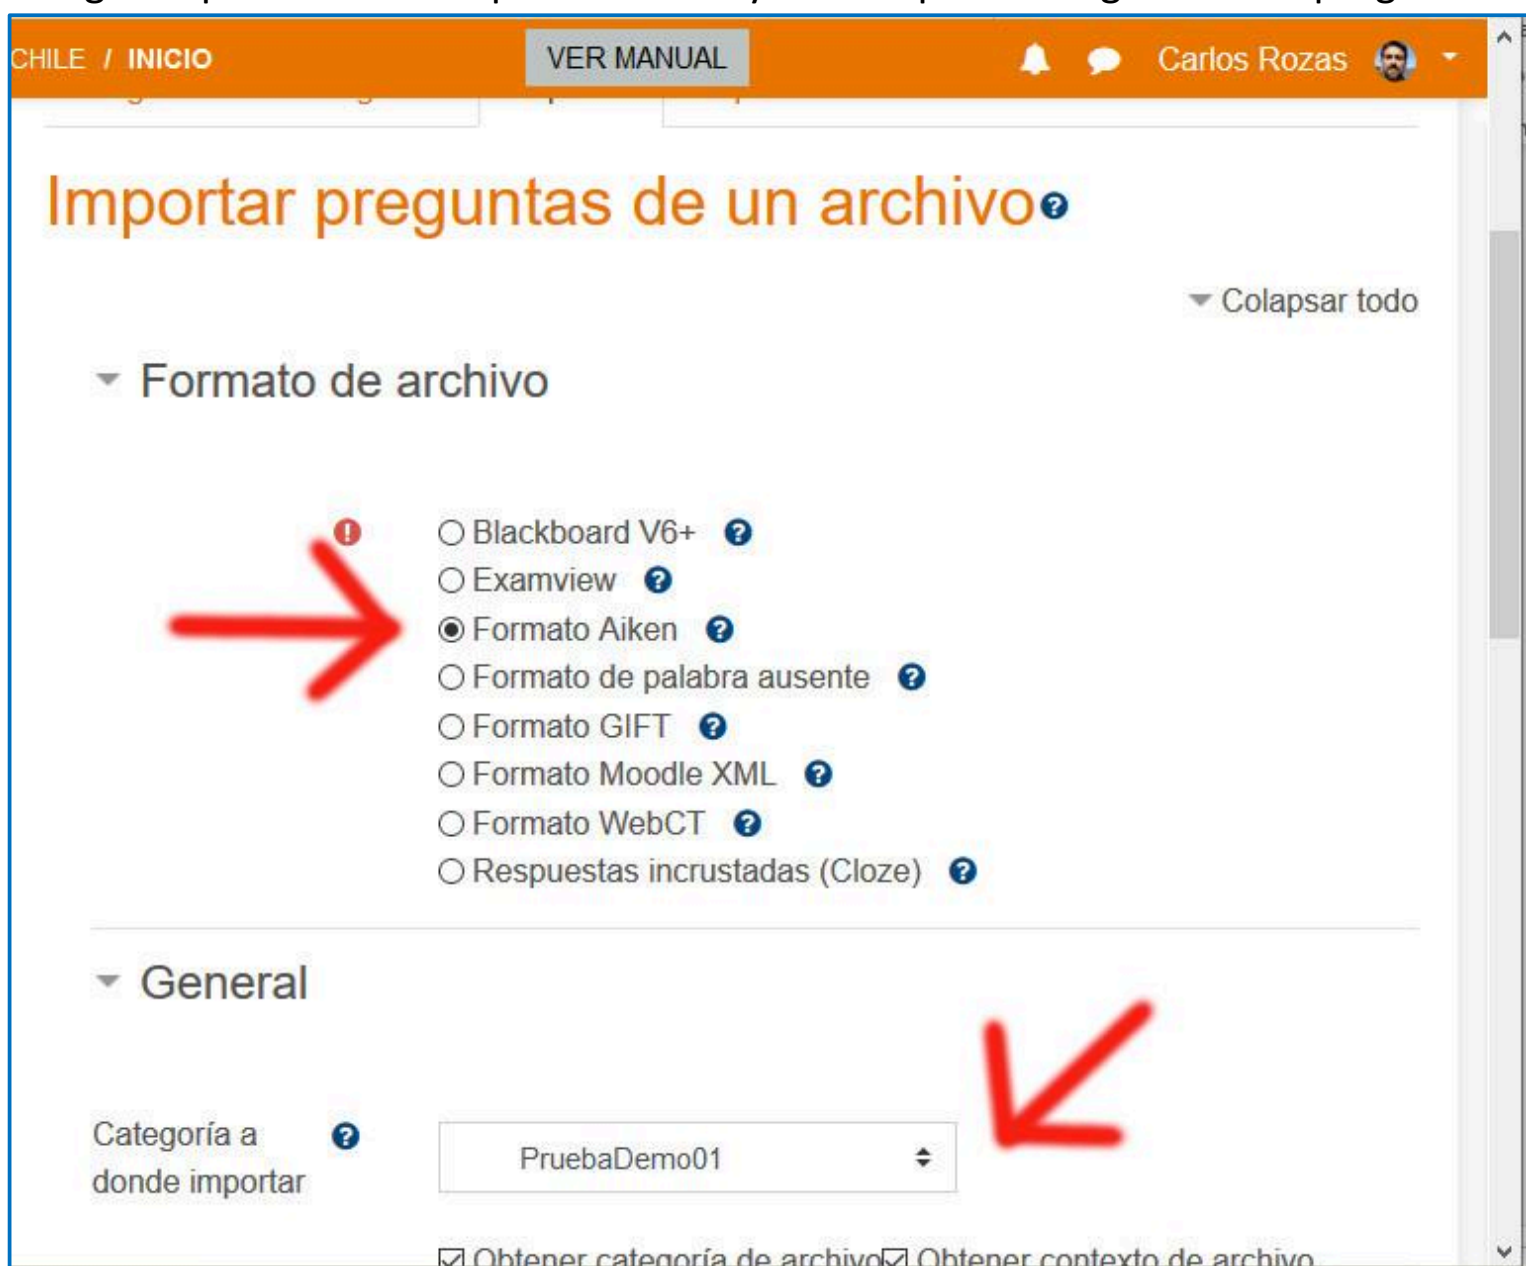 CHILE / INICIO VER MANUAL Carlos Rozas
Importar preguntas de un archivo
Colapsar todo
Formato de archivo
Blackboard V6+
Examview
Formato Aiken
Formato de palabra ausente
Formato GIFT
Formato Moodle XML
Formato WebCT
Respuestas incrustadas (Cloze)
General
Categoría a
donde importar
PruebaDemo01
Obtener categoría de archivo Obtener contexto de archivo